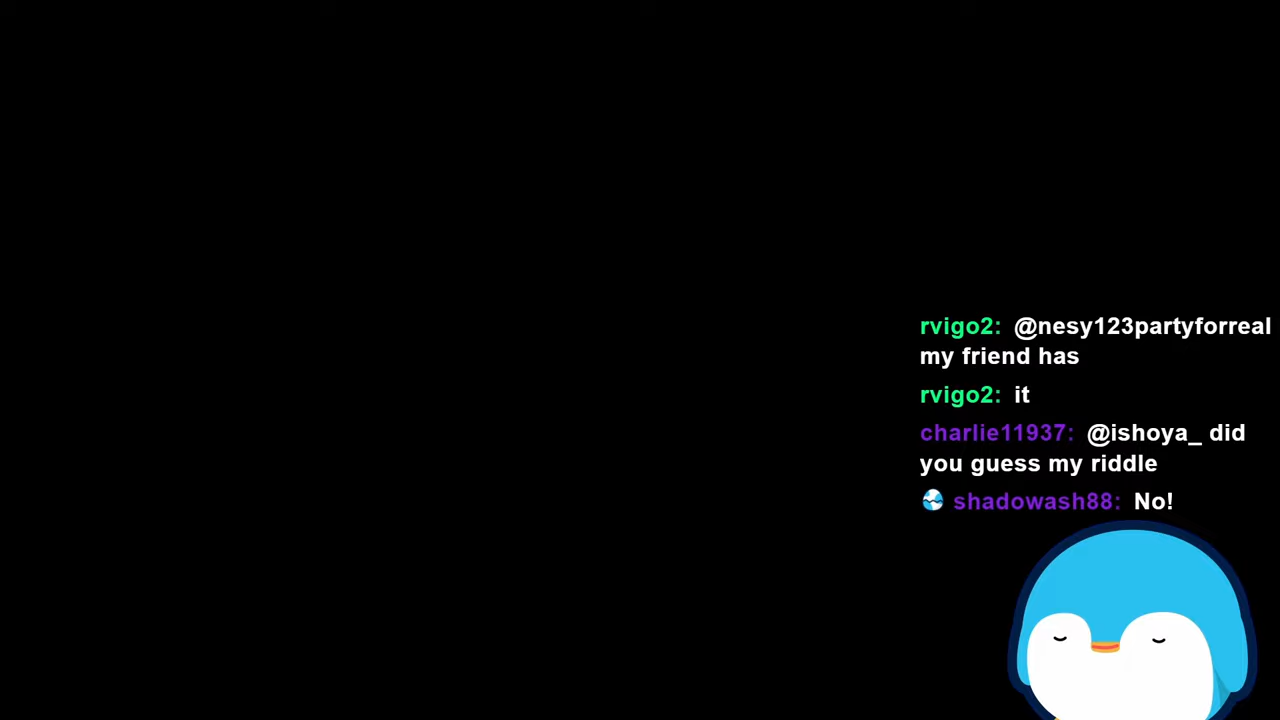 rvigo2: @nesy123partyforreal
my friend has
rvigo2: it
charlie11937: @ishoya_ did
you guess my riddle
shadowash88: No!